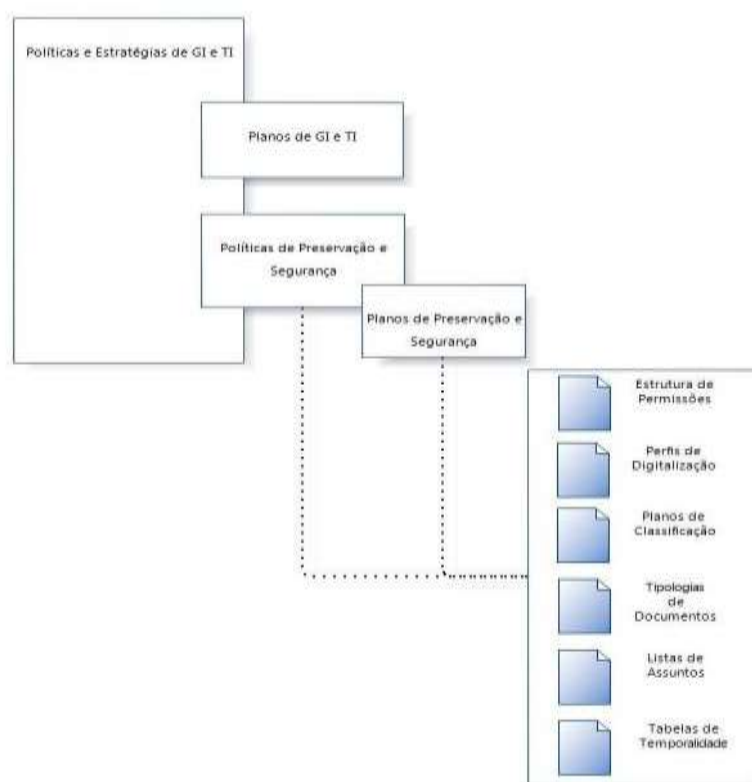 Políticas e Estratégias de GI e TI
Planos de GI e TI
Políticas de Preservação e
Segurança
Planos de Preservação e
Segurança
Estrutura de
Permissões
Perfis de
Digitalização
Planos de
Classificação
Tipologias
de
Documentos
Listas de
Assuntos
Tabelas de
Temporalidade